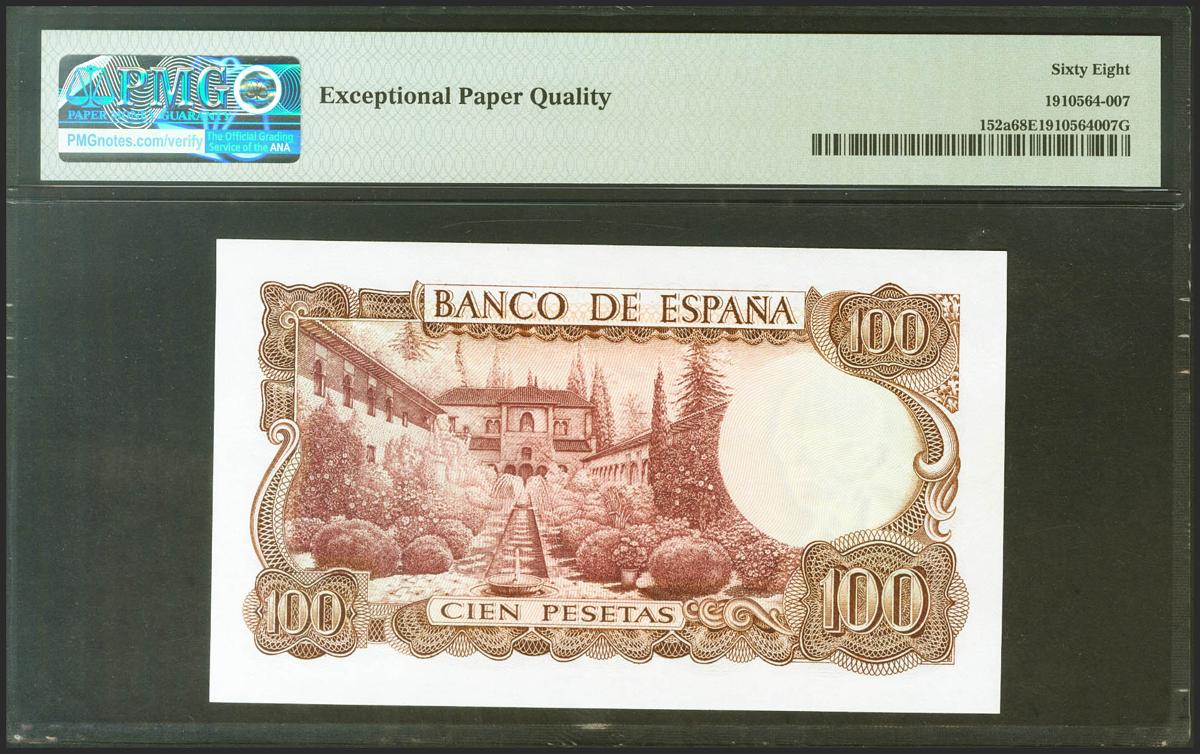 PMG
PAPER MONEY GUARANTY
PMGnotes.com/verify
The Official Grading
Service of the ANA
Exceptional Paper Quality
Sixty Eight
1910564-007
152a68E1910564007G
BANCO DE ESPAÑA
100
100
100
CIEN PESETAS